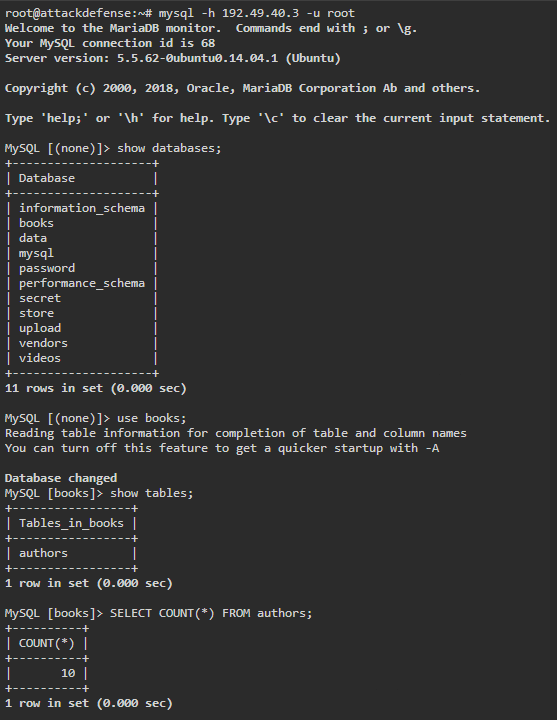 root@attackdefense:~# mysql -h 192.49.40.3 -u root
Welcome to the MariaDB monitor.  Commands end with ; or \g.
Your MySQL connection id is 68
Server version: 5.5.62-0ubuntu0.14.04.1 (Ubuntu)

Copyright (c) 2000, 2018, Oracle, MariaDB Corporation Ab and others.

Type 'help;' or '\h' for help. Type '\c' to clear the current input statement.

MySQL [(none)]> show databases;
+--------------------+
| Database           |
+--------------------+
| information_schema |
| books              |
| data               |
| mysql              |
| password           |
| performance_schema |
| secret             |
| store              |
| upload             |
| vendors            |
| videos             |
+--------------------+
11 rows in set (0.000 sec)

MySQL [(none)]> use books;
Reading table information for completion of table and column names
You can turn off this feature to get a quicker startup with -A

Database changed
MySQL [books]> show tables;
+-----------------+
| Tables_in_books |
+-----------------+
| authors         |
+-----------------+
1 row in set (0.000 sec)

MySQL [books]> SELECT COUNT(*) FROM authors;
+----------+
| COUNT(*) |
+----------+
|       10 |
+----------+
1 row in set (0.000 sec)